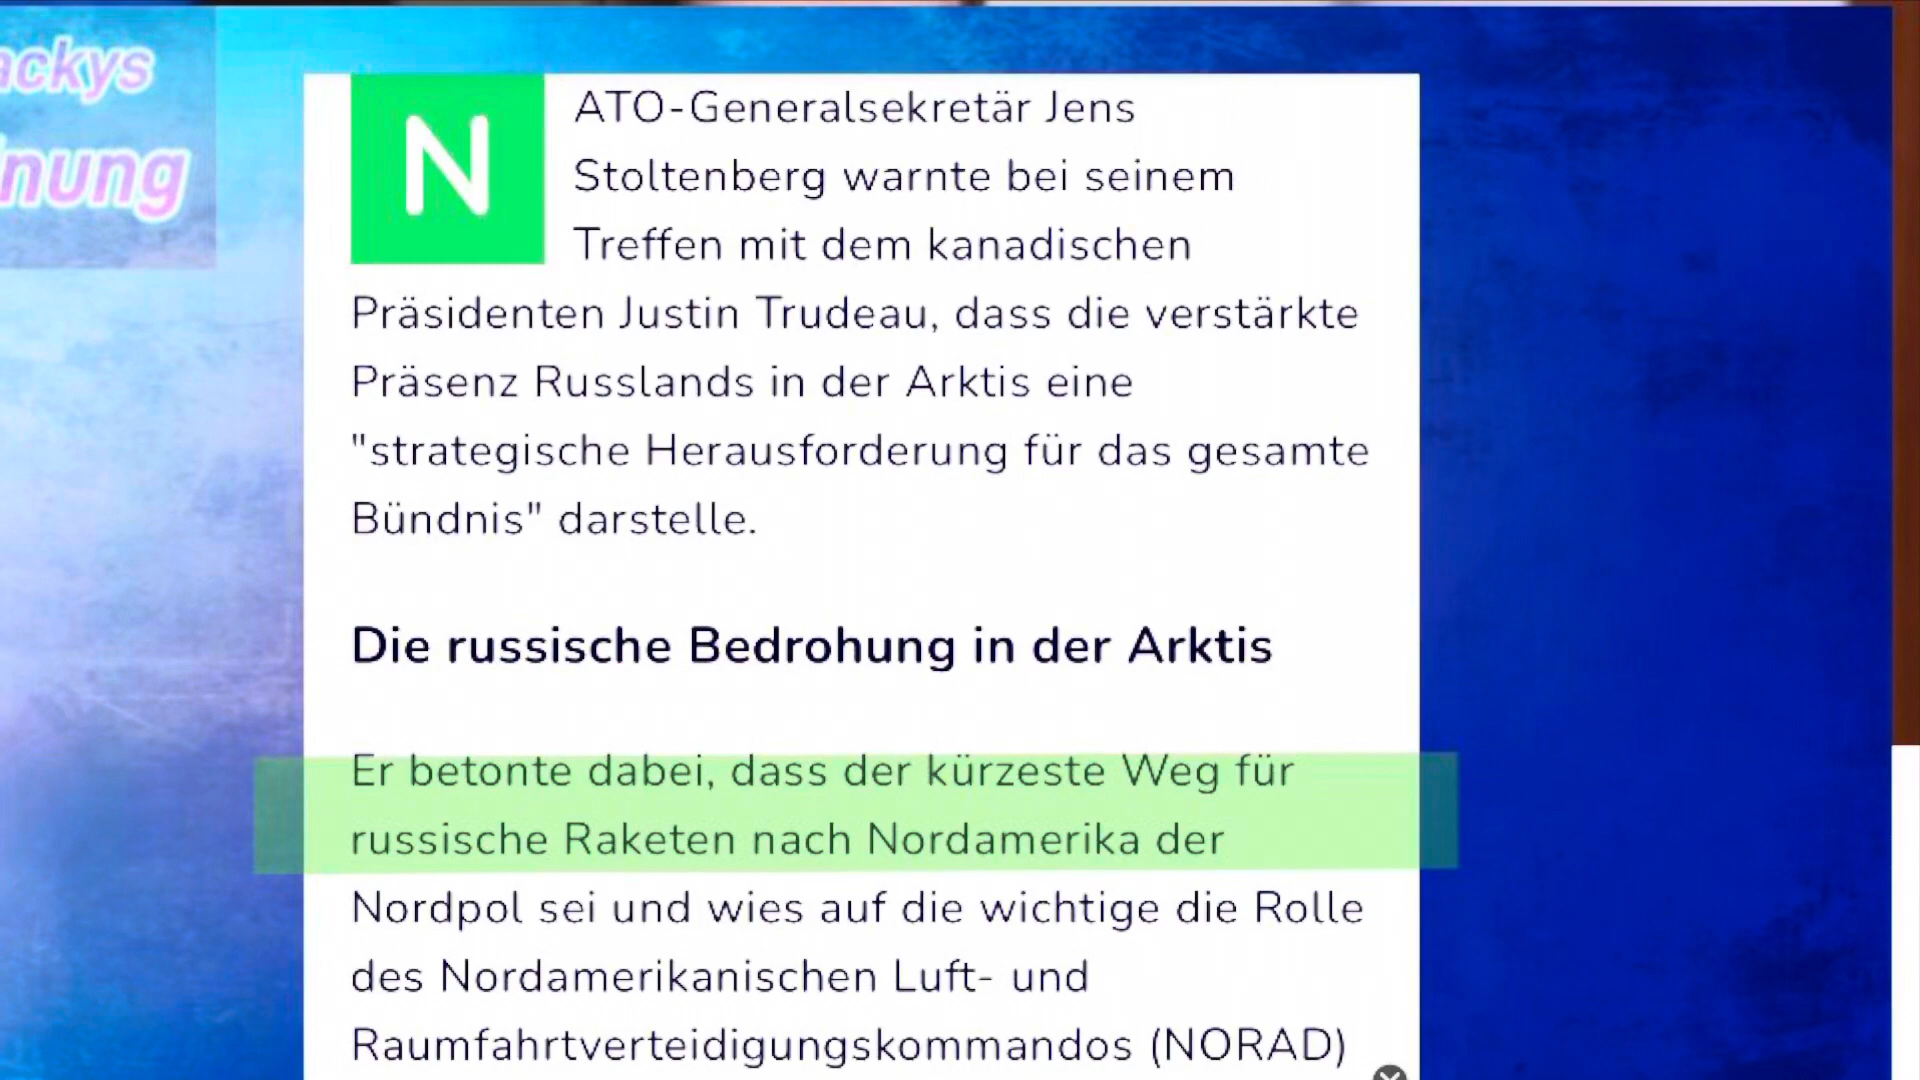 ackys
nung
NATO-Generalsekretär Jens
Stoltenberg warnte bei seinem
Treffen mit dem kanadischen
Präsidenten Justin Trudeau, dass die verstärkte
Präsenz Russlands in der Arktis eine
"strategische Herausforderung für das gesamte
Bündnis" darstelle.
Die russische Bedrohung in der Arktis
Er betonte dabei, dass der kürzeste Weg für
russische Raketen nach Nordamerika der
Nordpol sei und wies auf die wichtige die Rolle
des Nordamerikanischen Luft- und
Raumfahrtverteidigungskommandos (NORAD)